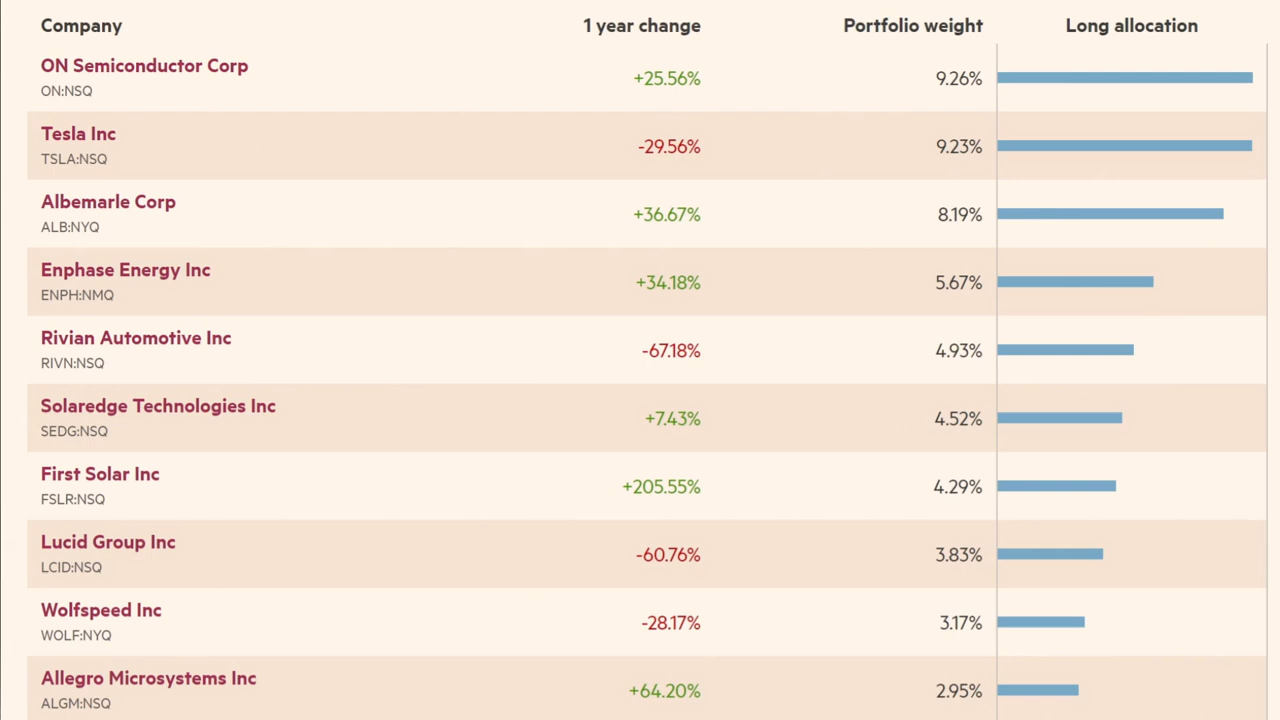 Company 1 year change Portfolio weight Long allocation
ON Semiconductor Corp
ON:NSQ +25.56% 9.26%
Tesla Inc
TSLA:NSQ -29.56% 9.23%
Albemarle Corp
ALB:NYQ +36.67% 8.19%
Enphase Energy Inc
ENPH:NMQ +34.18% 5.67%
Rivian Automotive Inc
RIVN:NSQ -67.18% 4.93%
Solaredge Technologies Inc
SEDG:NSQ +7.43% 4.52%
First Solar Inc
FSLR:NSQ +205.55% 4.29%
Lucid Group Inc
LCID:NSQ -60.76% 3.83%
Wolfspeed Inc
WOLF:NYQ -28.17% 3.17%
Allegro Microsystems Inc
ALGM:NSQ +64.20% 2.95%